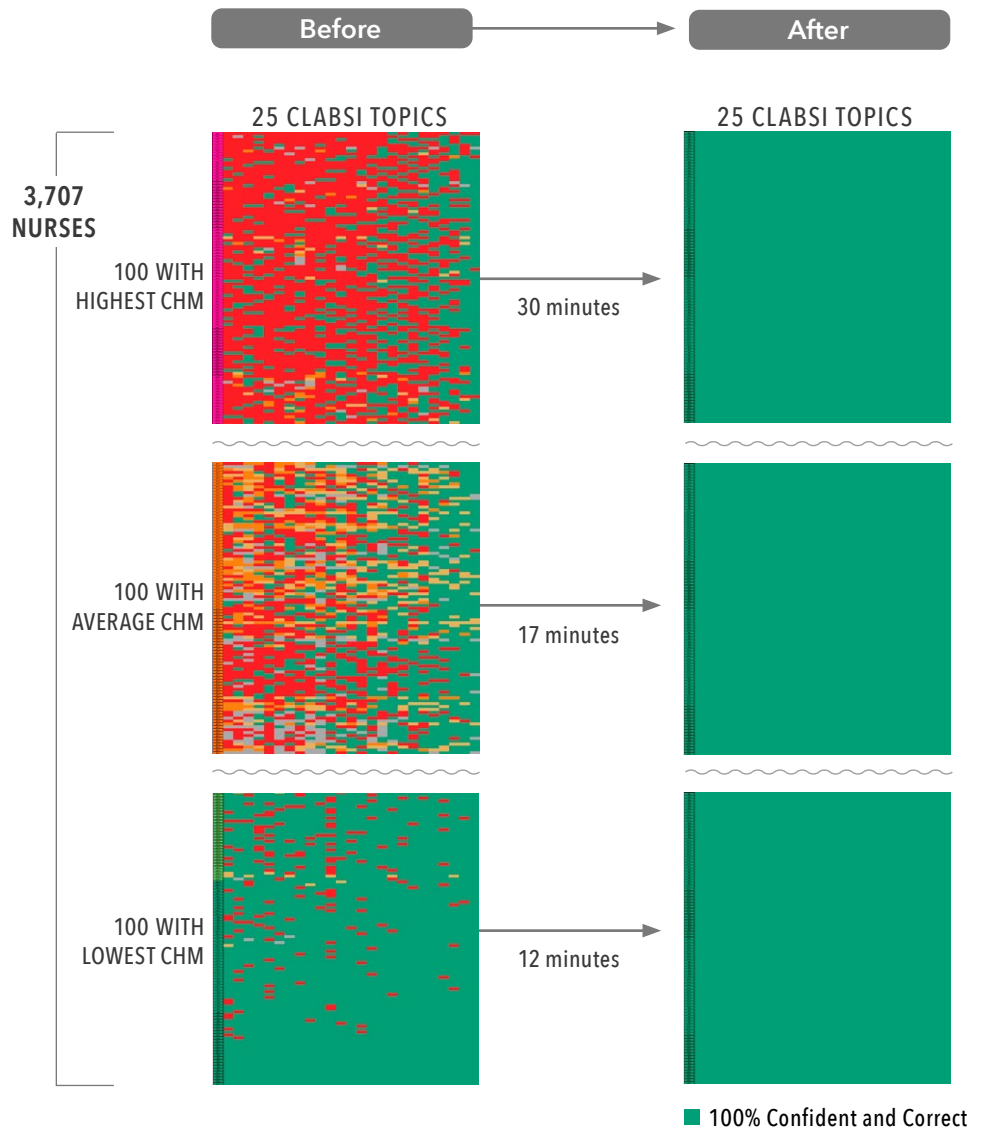 Before
After
25 CLABSI TOPICS
25 CLABSI TOPICS
3,707
NURSES
100 WITH
HIGHEST CHM
30 minutes
100 WITH
AVERAGE CHM
17 minutes
100 WITH
LOWEST CHM
12 minutes
100% Confident and Correct